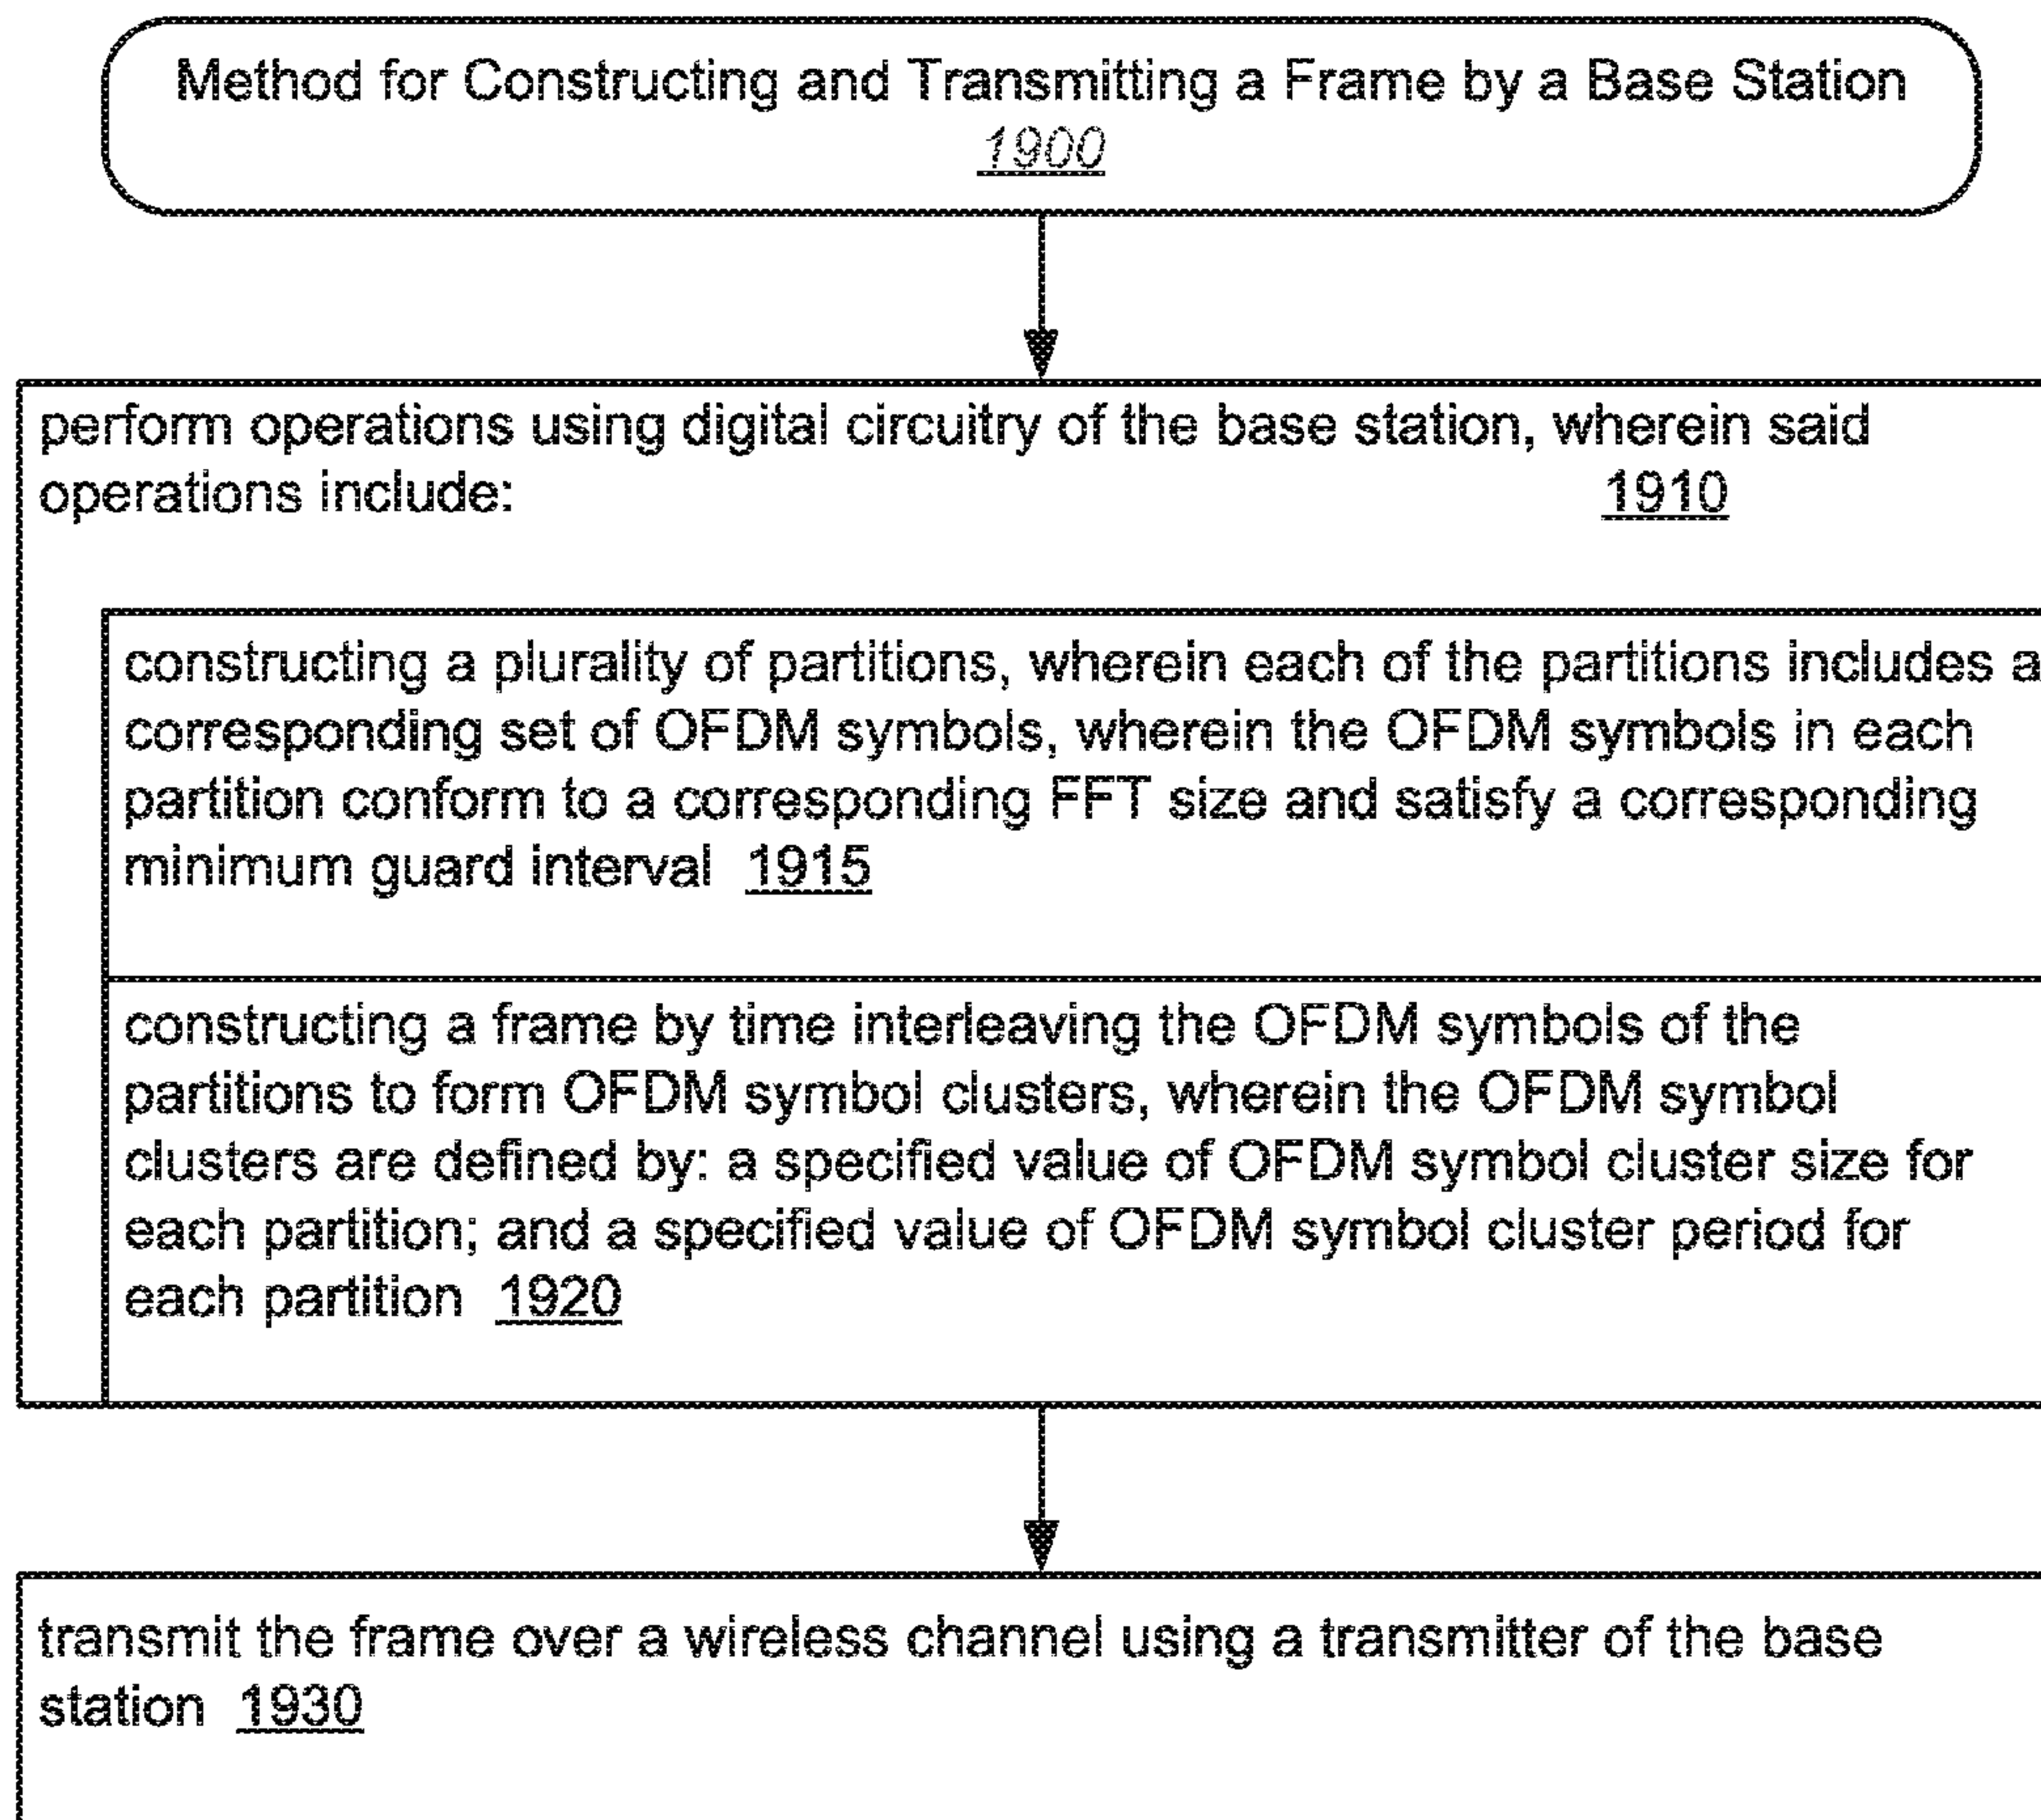 Method for Constructing and Transmitting a Frame by a Base Station
1900
perform operations using digital circuitry of the base station, wherein said
operations include: 1910
constructing a plurality of partitions, wherein each of the partitions includes a
corresponding set of OFDM symbols, wherein the OFDM symbols in each
partition conform to a corresponding FFT size and satisfy a corresponding
minimum guard interval 1915
constructing a frame by time interleaving the OFDM symbols of the
partitions to form OFDM symbol clusters, wherein the OFDM symbol
clusters are defined by: a specified value of OFDM symbol cluster size for
each partition; and a specified value of OFDM symbol cluster period for
each partition 1920
transmit the frame over a wireless channel using a transmitter of the base
station 1930